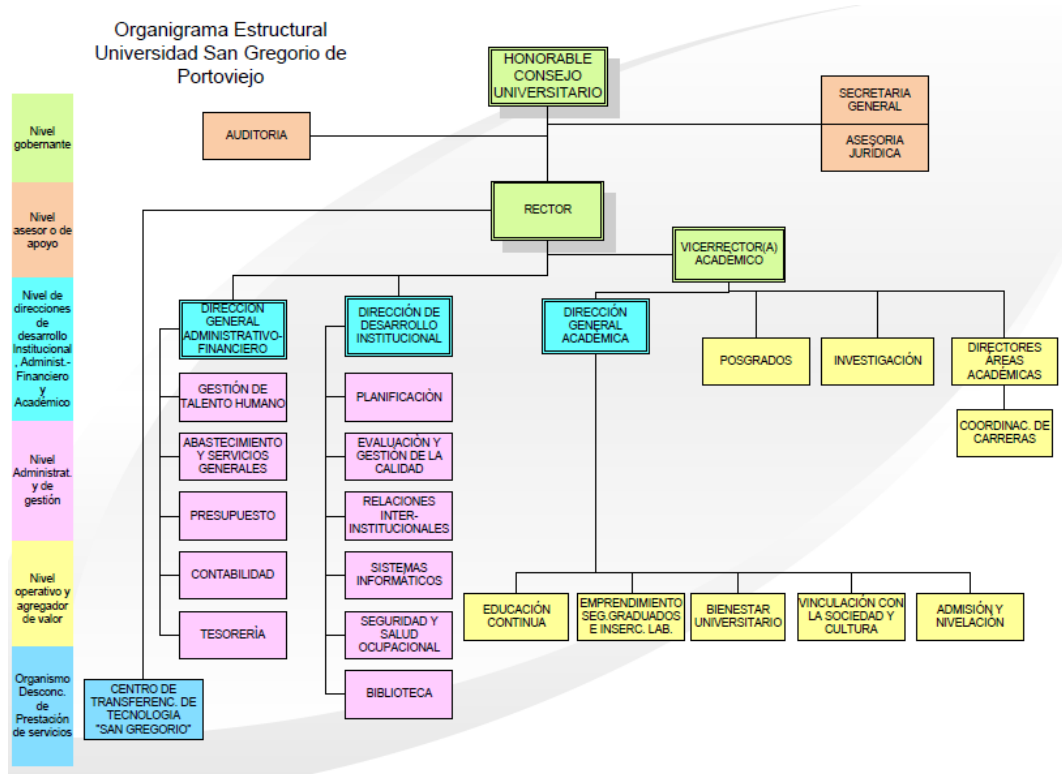 Organigrama Estructural
Universidad San Gregorio de
Portoviejo
HONORABLE
CONSEJO
UNIVERSITARIO
SECRETARIA
GENERAL
ASESORIA
JURÍDICA
AUDITORIA
RECTOR
VICERRECTOR(A)
ACADÉMICO
Nivel
gobernante
Nivel
asesor o de
apoyo
Nivel de
direcciones
de
desarrollo
Institucional
, Administ.-
Financiero
y
Académico
Nivel
Administrat.
y de
gestión
Nivel
operativo y
agregador
de valor
Organismo
Desconc.
de
Prestación
de servicios
DIRECCION
GENERAL
ADMINISTRATIVO-
FINANCIERO
DIRECCIÓN DE
DESARROLLO
INSTITUCIONAL
DIRECCIÓN
GENERAL
ACADÉMICA
POSGRADOS
INVESTIGACIÓN
DIRECTORES
ÁREAS
ACADÉMICAS
COORDINAC. DE
CARRERAS
GESTIÓN DE
TALENTO HUMANO
ABASTECIMIENTO
Y SERVICIOS
GENERALES
PRESUPUESTO
CONTABILIDAD
TESORERÌA
PLANIFICACIÒN
EVALUACIÓN Y
GESTIÓN DE LA
CALIDAD
RELACIONES
INTER-
INSTITUCIONALES
SISTEMAS
INFORMÁTICOS
SEGURIDAD Y
SALUD
OCUPACIONAL
BIBLIOTECA
EDUCACIÓN
CONTINUA
EMPRENDIMIENTO
SEG.GRADUADOS
E INSERC. LAB.
BIENESTAR
UNIVERSITARIO
VINCULACIÓN CON
LA SOCIEDAD Y
CULTURA
ADMISIÓN Y
NIVELACIÓN
CENTRO DE
TRANSFERENC. DE
TECNOLOGIA
"SAN GREGORIO"